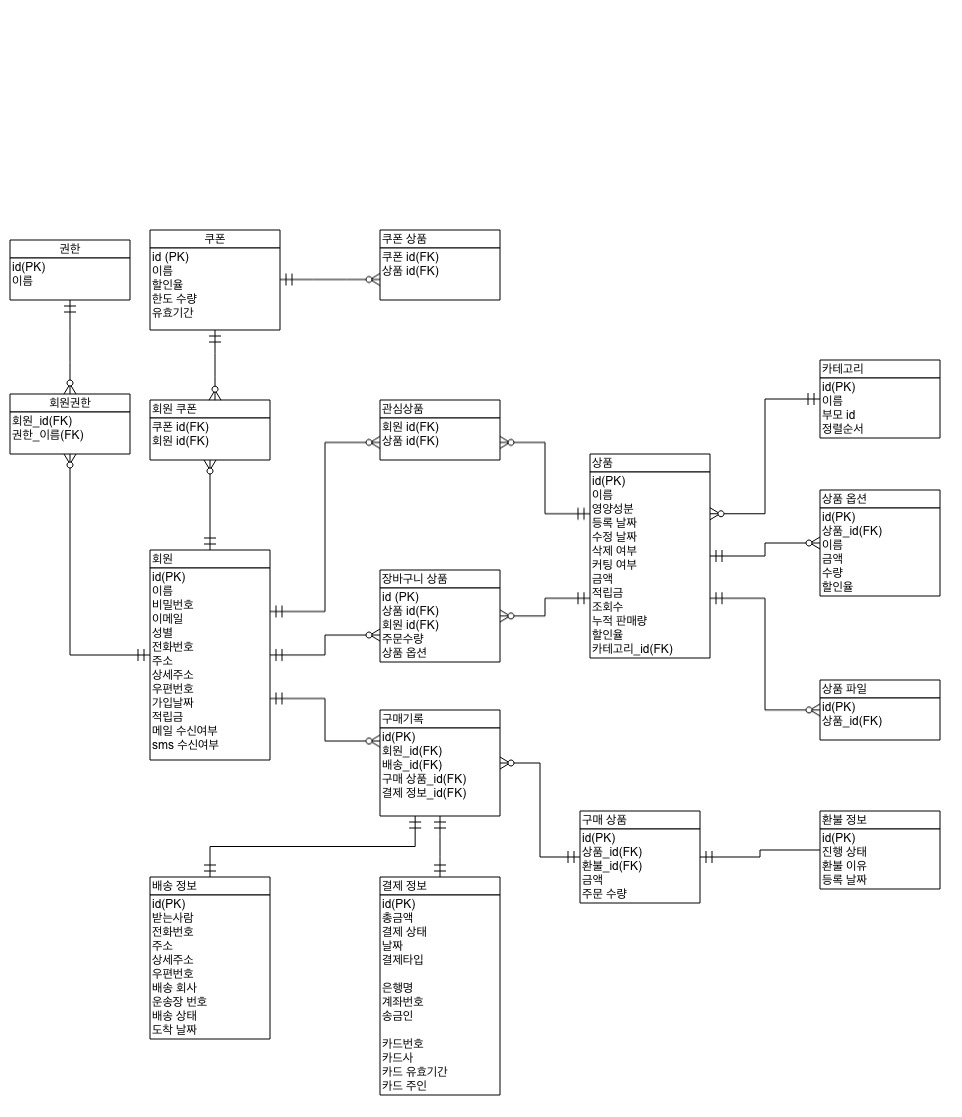 권한
id(PK)
이름
쿠폰
id (PK)
이름
할인율
한도 수량
유효기간
쿠폰 상품
쿠폰 id(FK)
상품 id(FK)
회원권한
회원_id(FK)
권한_이름(FK)
회원 쿠폰
쿠폰 id(FK)
회원 id(FK)
관심상품
회원 id(FK)
상품 id(FK)
카테고리
id(PK)
이름
부모 id
정렬순서
상품
id(PK)
이름
영양성분
등록 날짜
수정 날짜
삭제 여부
커팅 여부
금액
적립금
조회수
누적 판매량
할인율
카테고리_id(FK)
상품 옵션
id(PK)
상품_id(FK)
이름
금액
수량
할인율
회원
id(PK)
이름
비밀번호
이메일
성별
전화번호
주소
상세주소
우편번호
가입날짜
적립금
메일 수신여부
sms 수신여부
장바구니 상품
id (PK)
상품 id(FK)
회원 id(FK)
주문수량
상품 옵션
상품 파일
id(PK)
상품_id(FK)
구매기록
id(PK)
회원_id(FK)
배송_id(FK)
구매 상품_id(FK)
결제 정보_id(FK)
구매 상품
id(PK)
상품_id(FK)
환불_id(FK)
금액
주문 수량
환불 정보
id(PK)
진행 상태
환불 이유
등록 날짜
배송 정보
id(PK)
받는사람
전화번호
주소
상세주소
우편번호
배송 회사
운송장 번호
배송 상태
도착 날짜
결제 정보
id(PK)
총금액
결제 상태
날짜
결제타입
은행명
계좌번호
송금인
카드번호
카드사
카드 유효기간
카드 주인